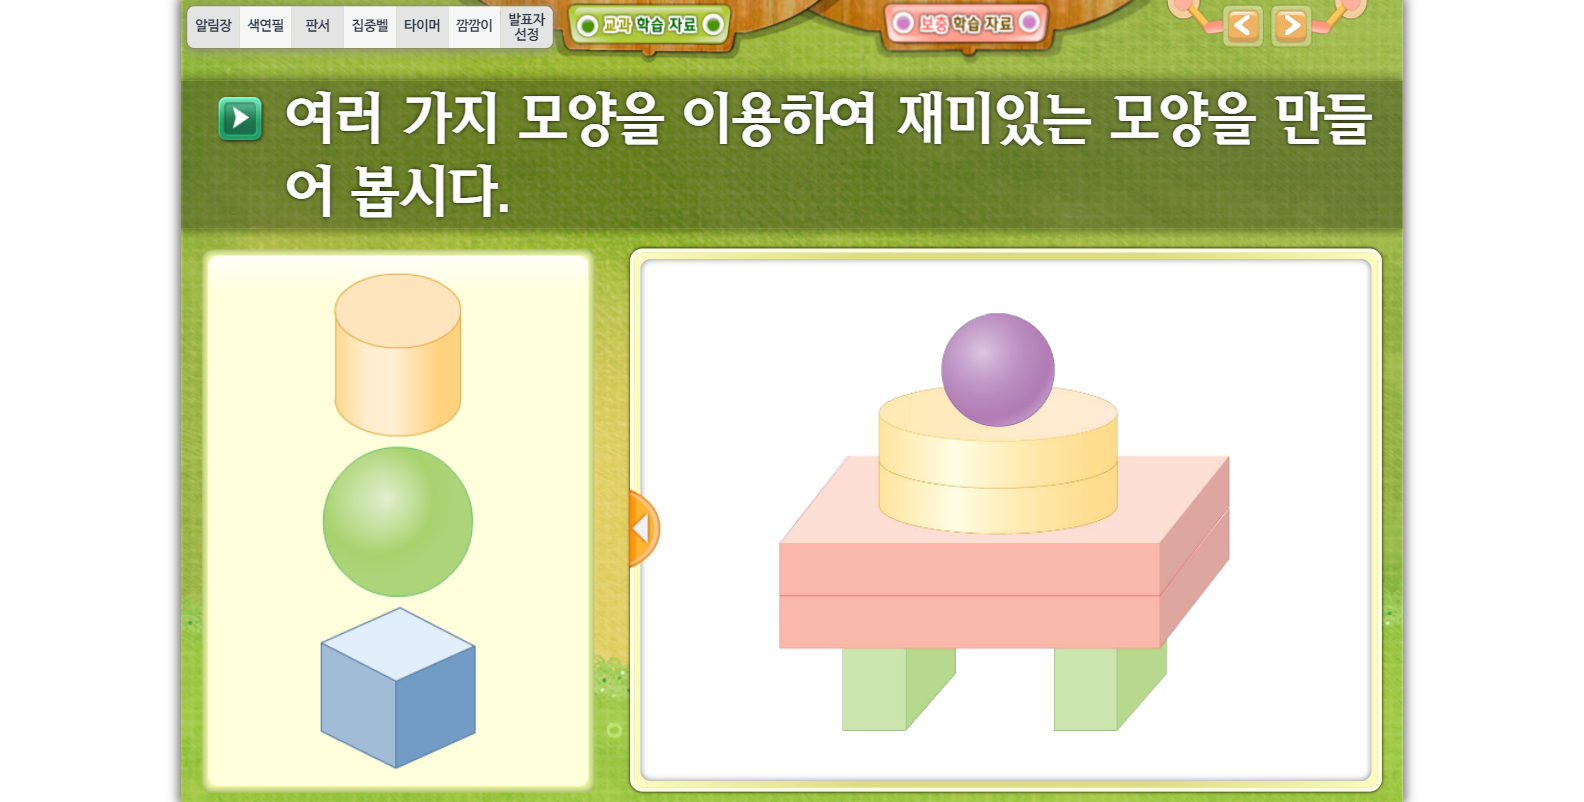 알림장 색연필 판서 집중벨 타이머 깜깜이 발표자
선정
교과 학습 자료 보충 학습 자료
여러 가지 모양을 이용하여 재미있는 모양을 만들
어 봅시다.